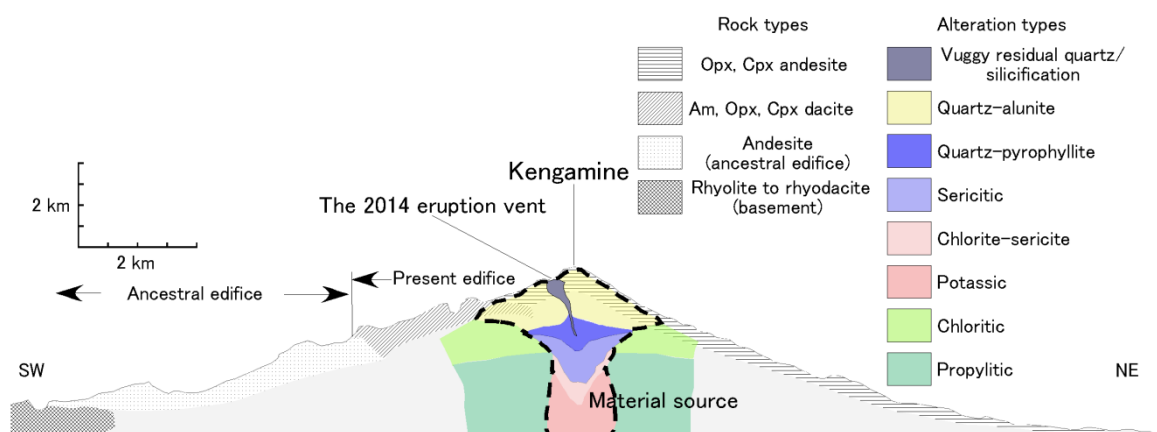 Rock types
Opx, Cpx andesite
Am, Opx, Cpx dacite
Andesite
(ancestral edifice)
Rhyolite to rhyodacite
(basement)
Alteration types
Vuggy residual quartz/
silicification
Quartz-alunite
Quartz-pyrophyllite
Sericitic
Chlorite-sericite
Potassic
Chloritic
Propylitic
2 km
2 km
Kengamine
The 2014 eruption vent
Present edifice
Ancestral edifice
SW
NE
Material source